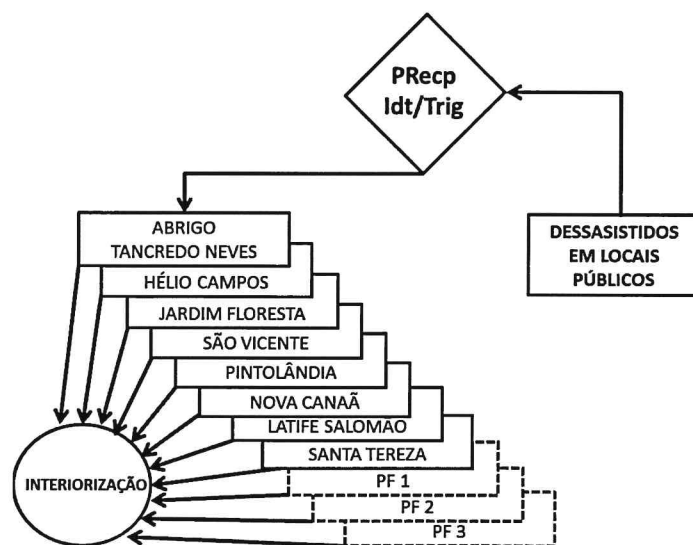 PRecp
Idt/Trig
ABRIGO
TANCREDO NEVES
DESSASISTIDOS
EM LOCAIS
PÚBLICOS
HÉLIO CAMPOS
JARDIM FLORESTA
SÃO VICENTE
PINTOLÂNDIA
NOVA CANAÃ
LATIFE SALOMÃO
SANTA TEREZA
INTERIORIZAÇÃO
PF 1
PF 2
PF 3